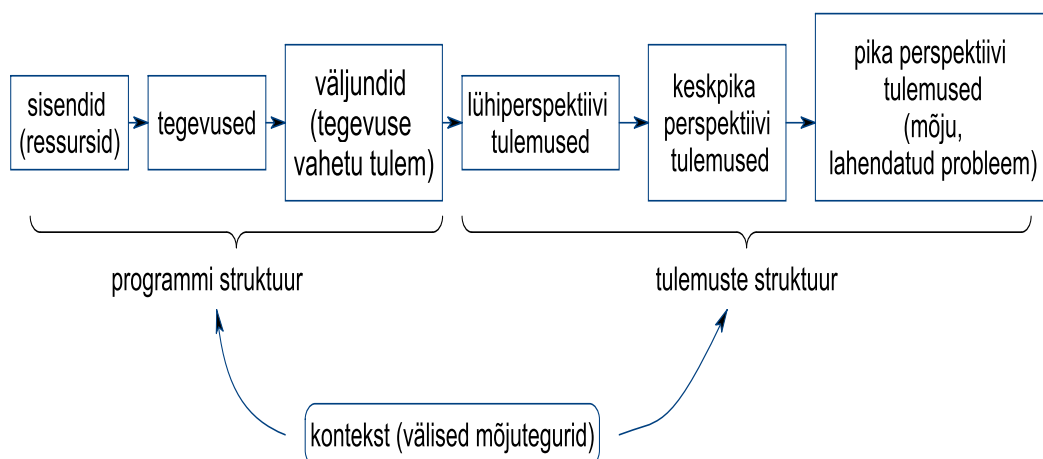 sisendid
(ressursid)
tegevused
väljundid
(tegevuse
vahetu tulem)
lühiperspektiivi
tulemused
keskpika
perspektiivi
tulemused
pika perspektiivi
tulemused
(mõju,
lahendatud probleem)
programmi struktuur
tulemuste struktuur
kontekst (välised mõjutegurid)